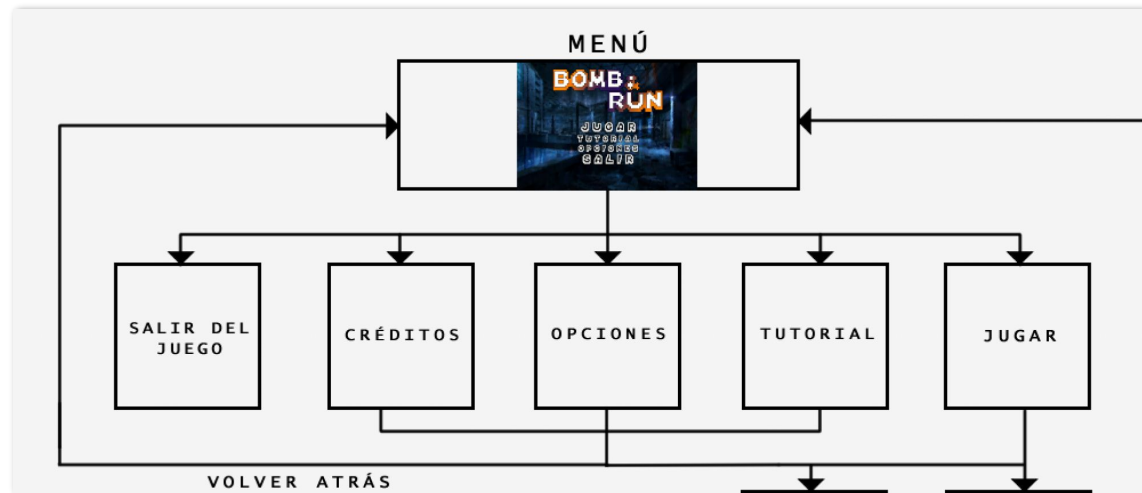 MENÚ
BOMB &
RUN
JUGAR
TUTORIAL
OPCIONES
SALIR
SALIR DEL
JUEGO
CRÉDITOS
OPCIONES
TUTORIAL
JUGAR
VOLVER ATRÁS